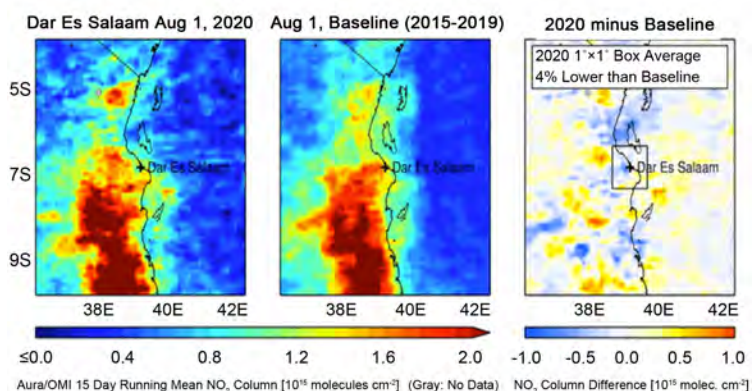 Dar Es Salaam Aug 1, 2020
Aug 1, Baseline (2015-2019)
2020 minus Baseline
2020 1°×1° Box Average
4% Lower than Baseline
5S
7S
9S
Dar Es Salaam
Dar Es Salaam
Dar Es Salaam
38E 40E 42E
38E 40E 42E
38E 40E 42E
≤0.0 0.4 0.8 1.2 1.6 2.0
-1.0 -0.5 0.0 0.5 1.0
Aura/OMI 15 Day Running Mean NO₂ Column [10¹⁵ molecules cm⁻²] (Gray: No Data)
NO₂ Column Difference [10¹⁵ molec. cm⁻²]